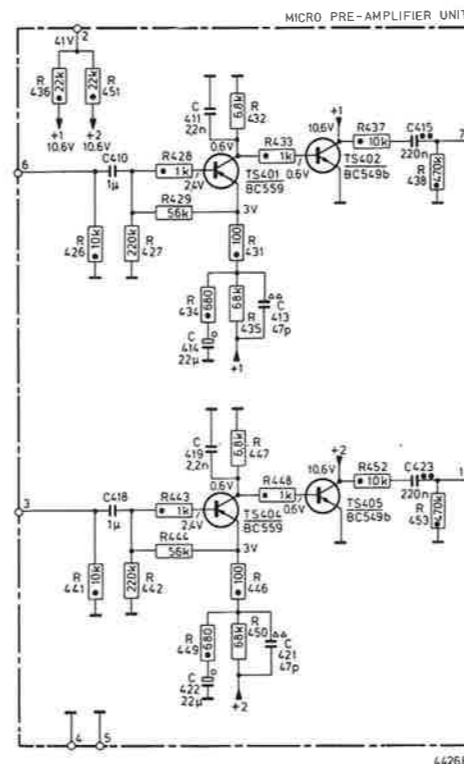 MICRO PRE-AMPLIFIER UNIT
2
41V
R 436
22k
22k
R 451
+1 10,6V
+2 10,6V
C 411 2,2n
6,8k
R 432
+1
10,6V
R437
10k
C415
220n
7
6
C410
1µ
R428
1k
0.6V
2,4V
R433
1k
0.6V
TS401
BC559
TS402
BC549b
R 438
470k
R429
56k
3V
R 426
10k
220k
R 427
100
R 431
R 434
680
68k
R 435
C 413 47p
C 414 22µ
+1
C 419 2,2n
6,8k
R 447
+2
10,6V
R452
10k
C423
220n
1
3
C418
1µ
R443
1k
0.6V
2,4V
R448
1k
0,6V
TS404
BC559
TS405
BC549b
R 453
470k
R444
56k
3V
R 441
10k
220k
R 442
100
R 446
R 449
680
68k
R 450
C 421 47p
C 422 22µ
+2
4
5